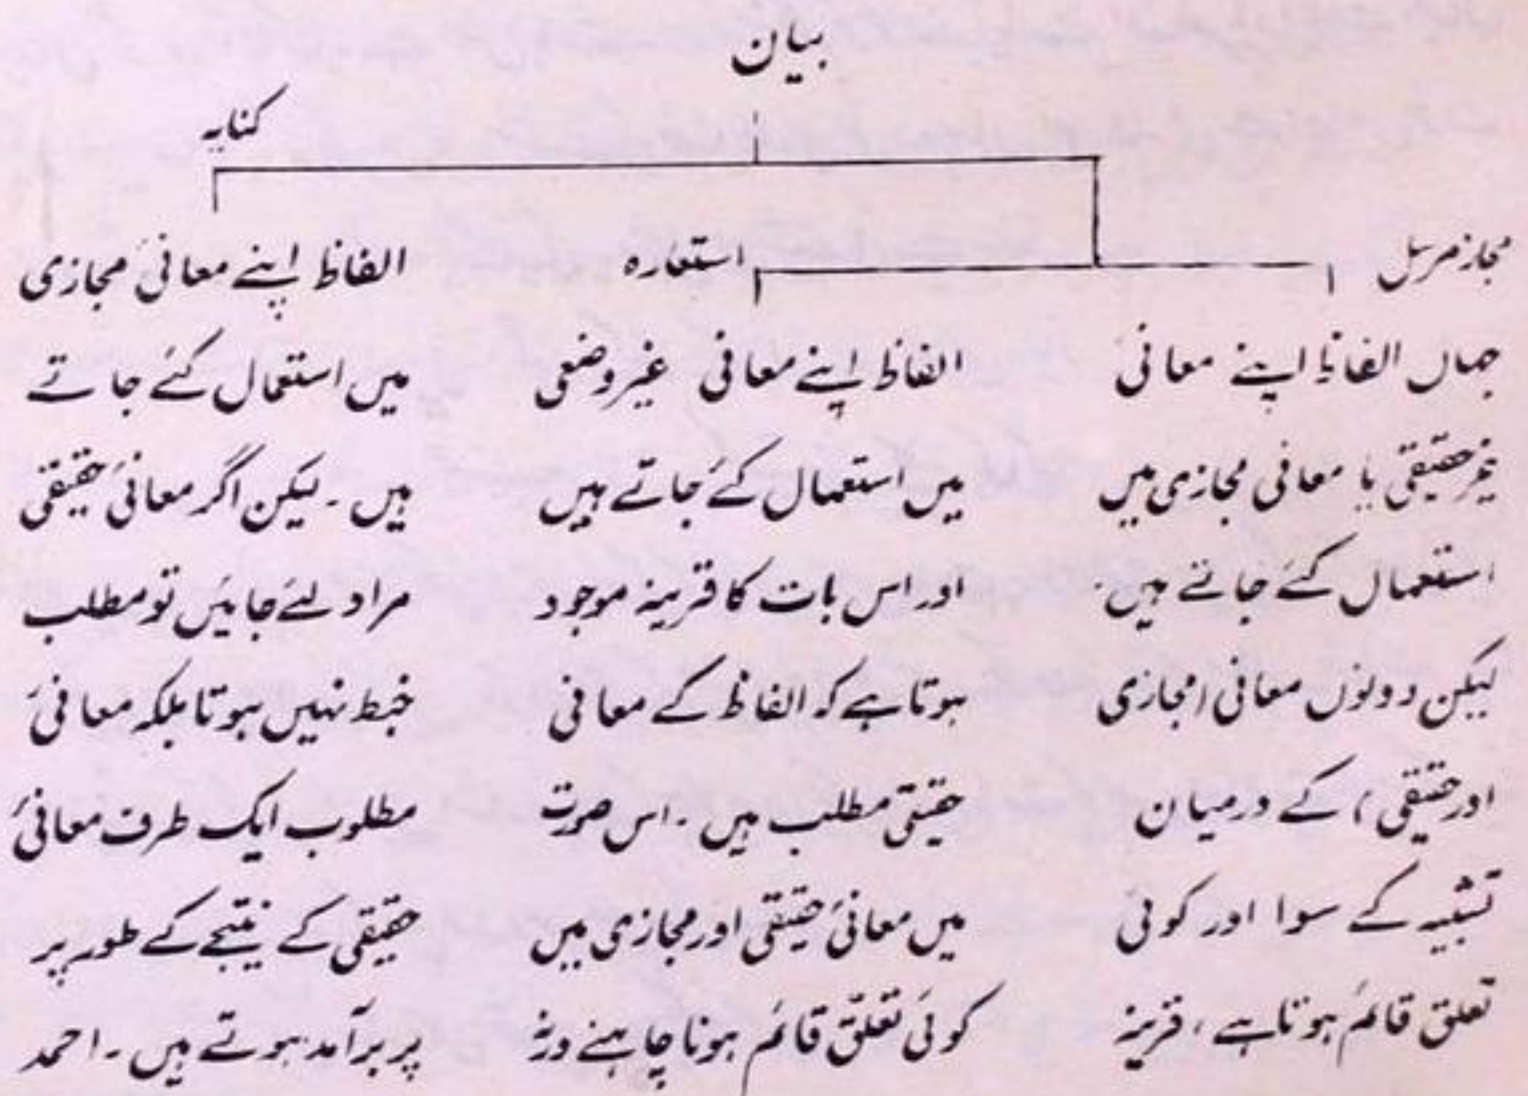 بیان
کنایہ
مجاز مرسل
جہاں الفاظ اپنے معانی
غیر حقیقی یا معانی مجازی میں
استعمال کئے جاتے ہیں
لیکن دونوں معانی (مجازی
اور حقیقی) کے درمیان
تشبیہ کے سوا اور کوئی
تعلق قائم ہوتا ہے ، قرینہ
استعارہ
الفاظ اپنے معانی غیر وضعی
میں استعمال کئے جاتے ہیں
اور اس بات کا قرینہ موجود
ہوتا ہے کہ الفاظ کے معانی
حقیقی مطلب ہیں ۔ اس صورت
میں معانئ حقیقی اور مجازی میں
کوئی تعلق قائم ہونا چاہئے ورنہ
الفاظ اپنے معانئ مجازی
میں استعمال کئے جاتے
ہیں ۔ لیکن اگر معانئ حقیقی
مراد لئے جائیں تو مطلب
خبط نہیں ہوتا بلکہ معانئ
مطلوب ایک طرف معانئ
حقیقی کے نتیجے کے طور پر
پر برآمد ہوتے ہیں ۔ احمد